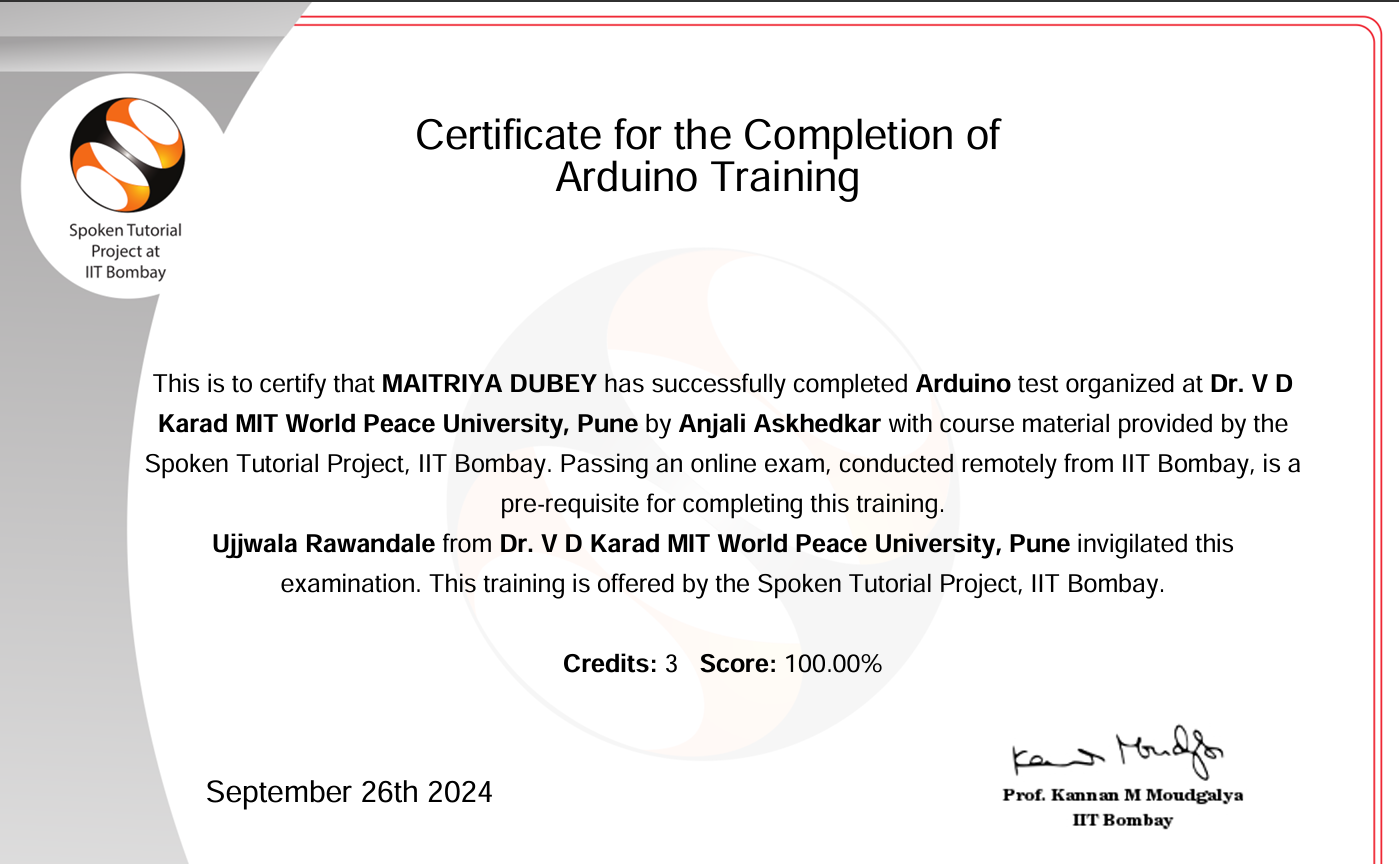 Spoken Tutorial
Project at
IIT Bombay
Certificate for the Completion of
Arduino Training
This is to certify that MAITRIYA DUBEY has successfully completed Arduino test organized at Dr. V D
Karad MIT World Peace University, Pune by Anjali Askhedkar with course material provided by the
Spoken Tutorial Project, IIT Bombay. Passing an online exam, conducted remotely from IIT Bombay, is a
pre-requisite for completing this training.
Ujjwala Rawandale from Dr. V D Karad MIT World Peace University, Pune invigilated this
examination. This training is offered by the Spoken Tutorial Project, IIT Bombay.
Credits: 3 Score: 100.00%
September 26th 2024
Prof. Kannan M Moudgalya
IIT Bombay